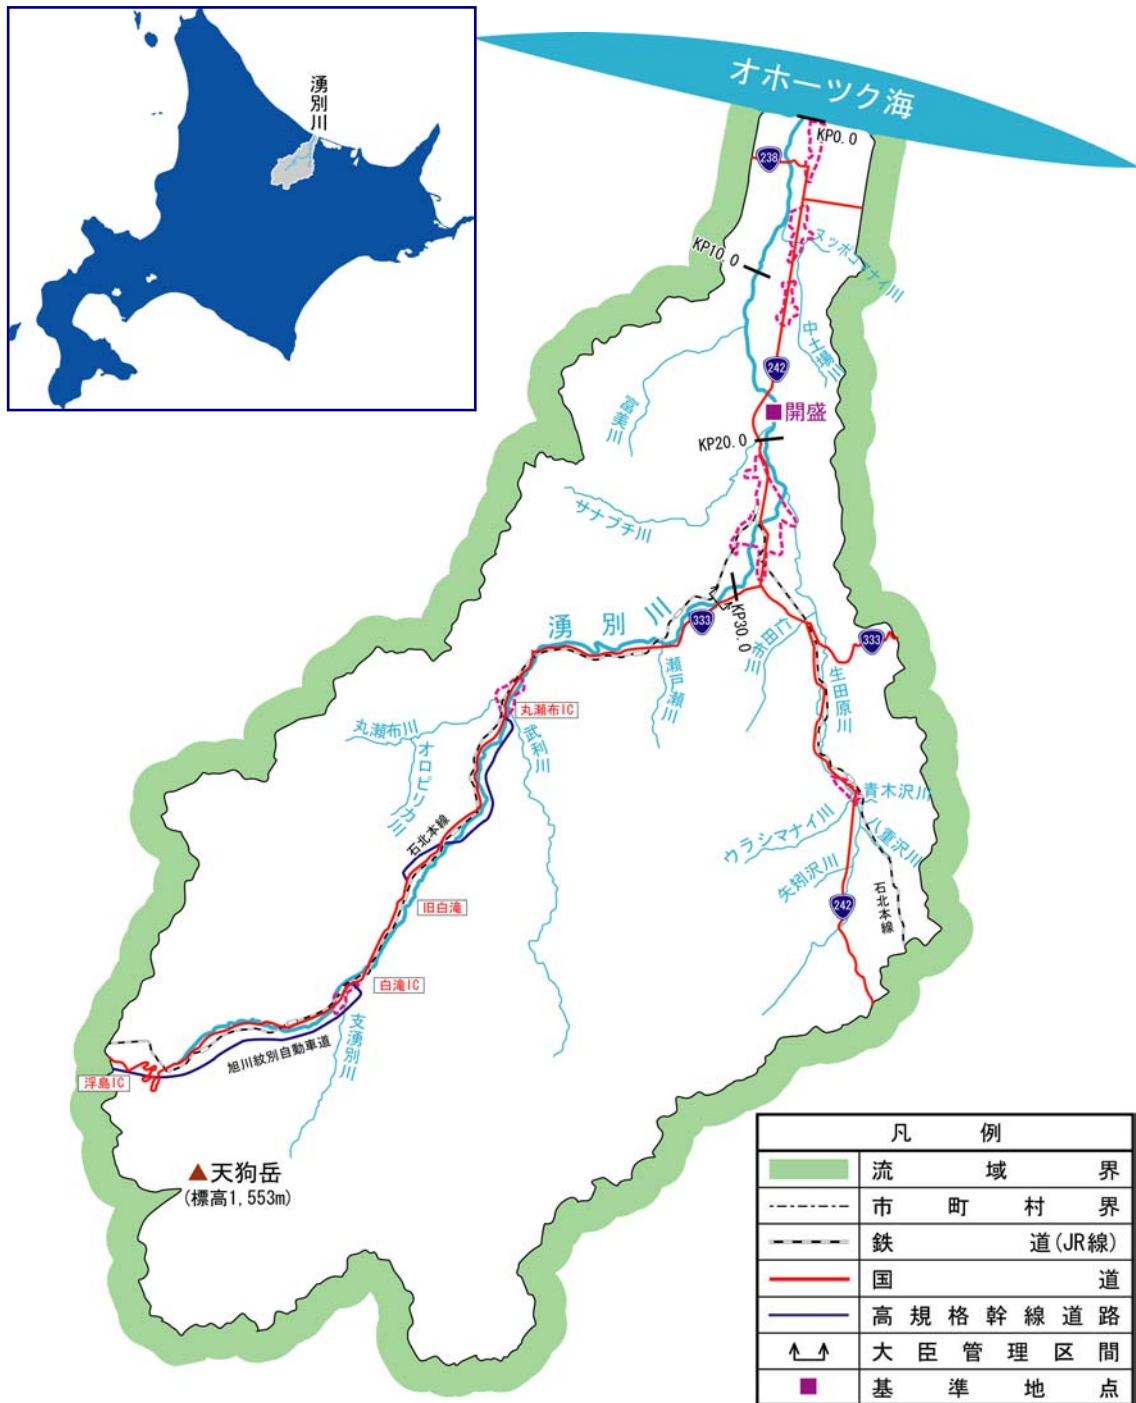 湧別川
オホーツク海
KP0.0
238
ヌッポコマナイ川
KP10.0
中土場川
242
富美川
開盛
KP20.0
サナブチ川
湧別川
333
KP30.0
瀬戸瀬川
生田原川
333
丸瀬布IC
丸瀬布川
オロピリカ川
武利川
石北本線
青木沢川
ウラシマナイ川
八重沢川
矢矧沢川
242
石北本線
旧白滝
白滝IC
支湧別川
旭川紋別自動車道
浮島IC
天狗岳
(標高1,553m)
凡例
流域界
市町村界
鉄道(JR線)
国道
高規格幹線道路
大臣管理区間
基準地点